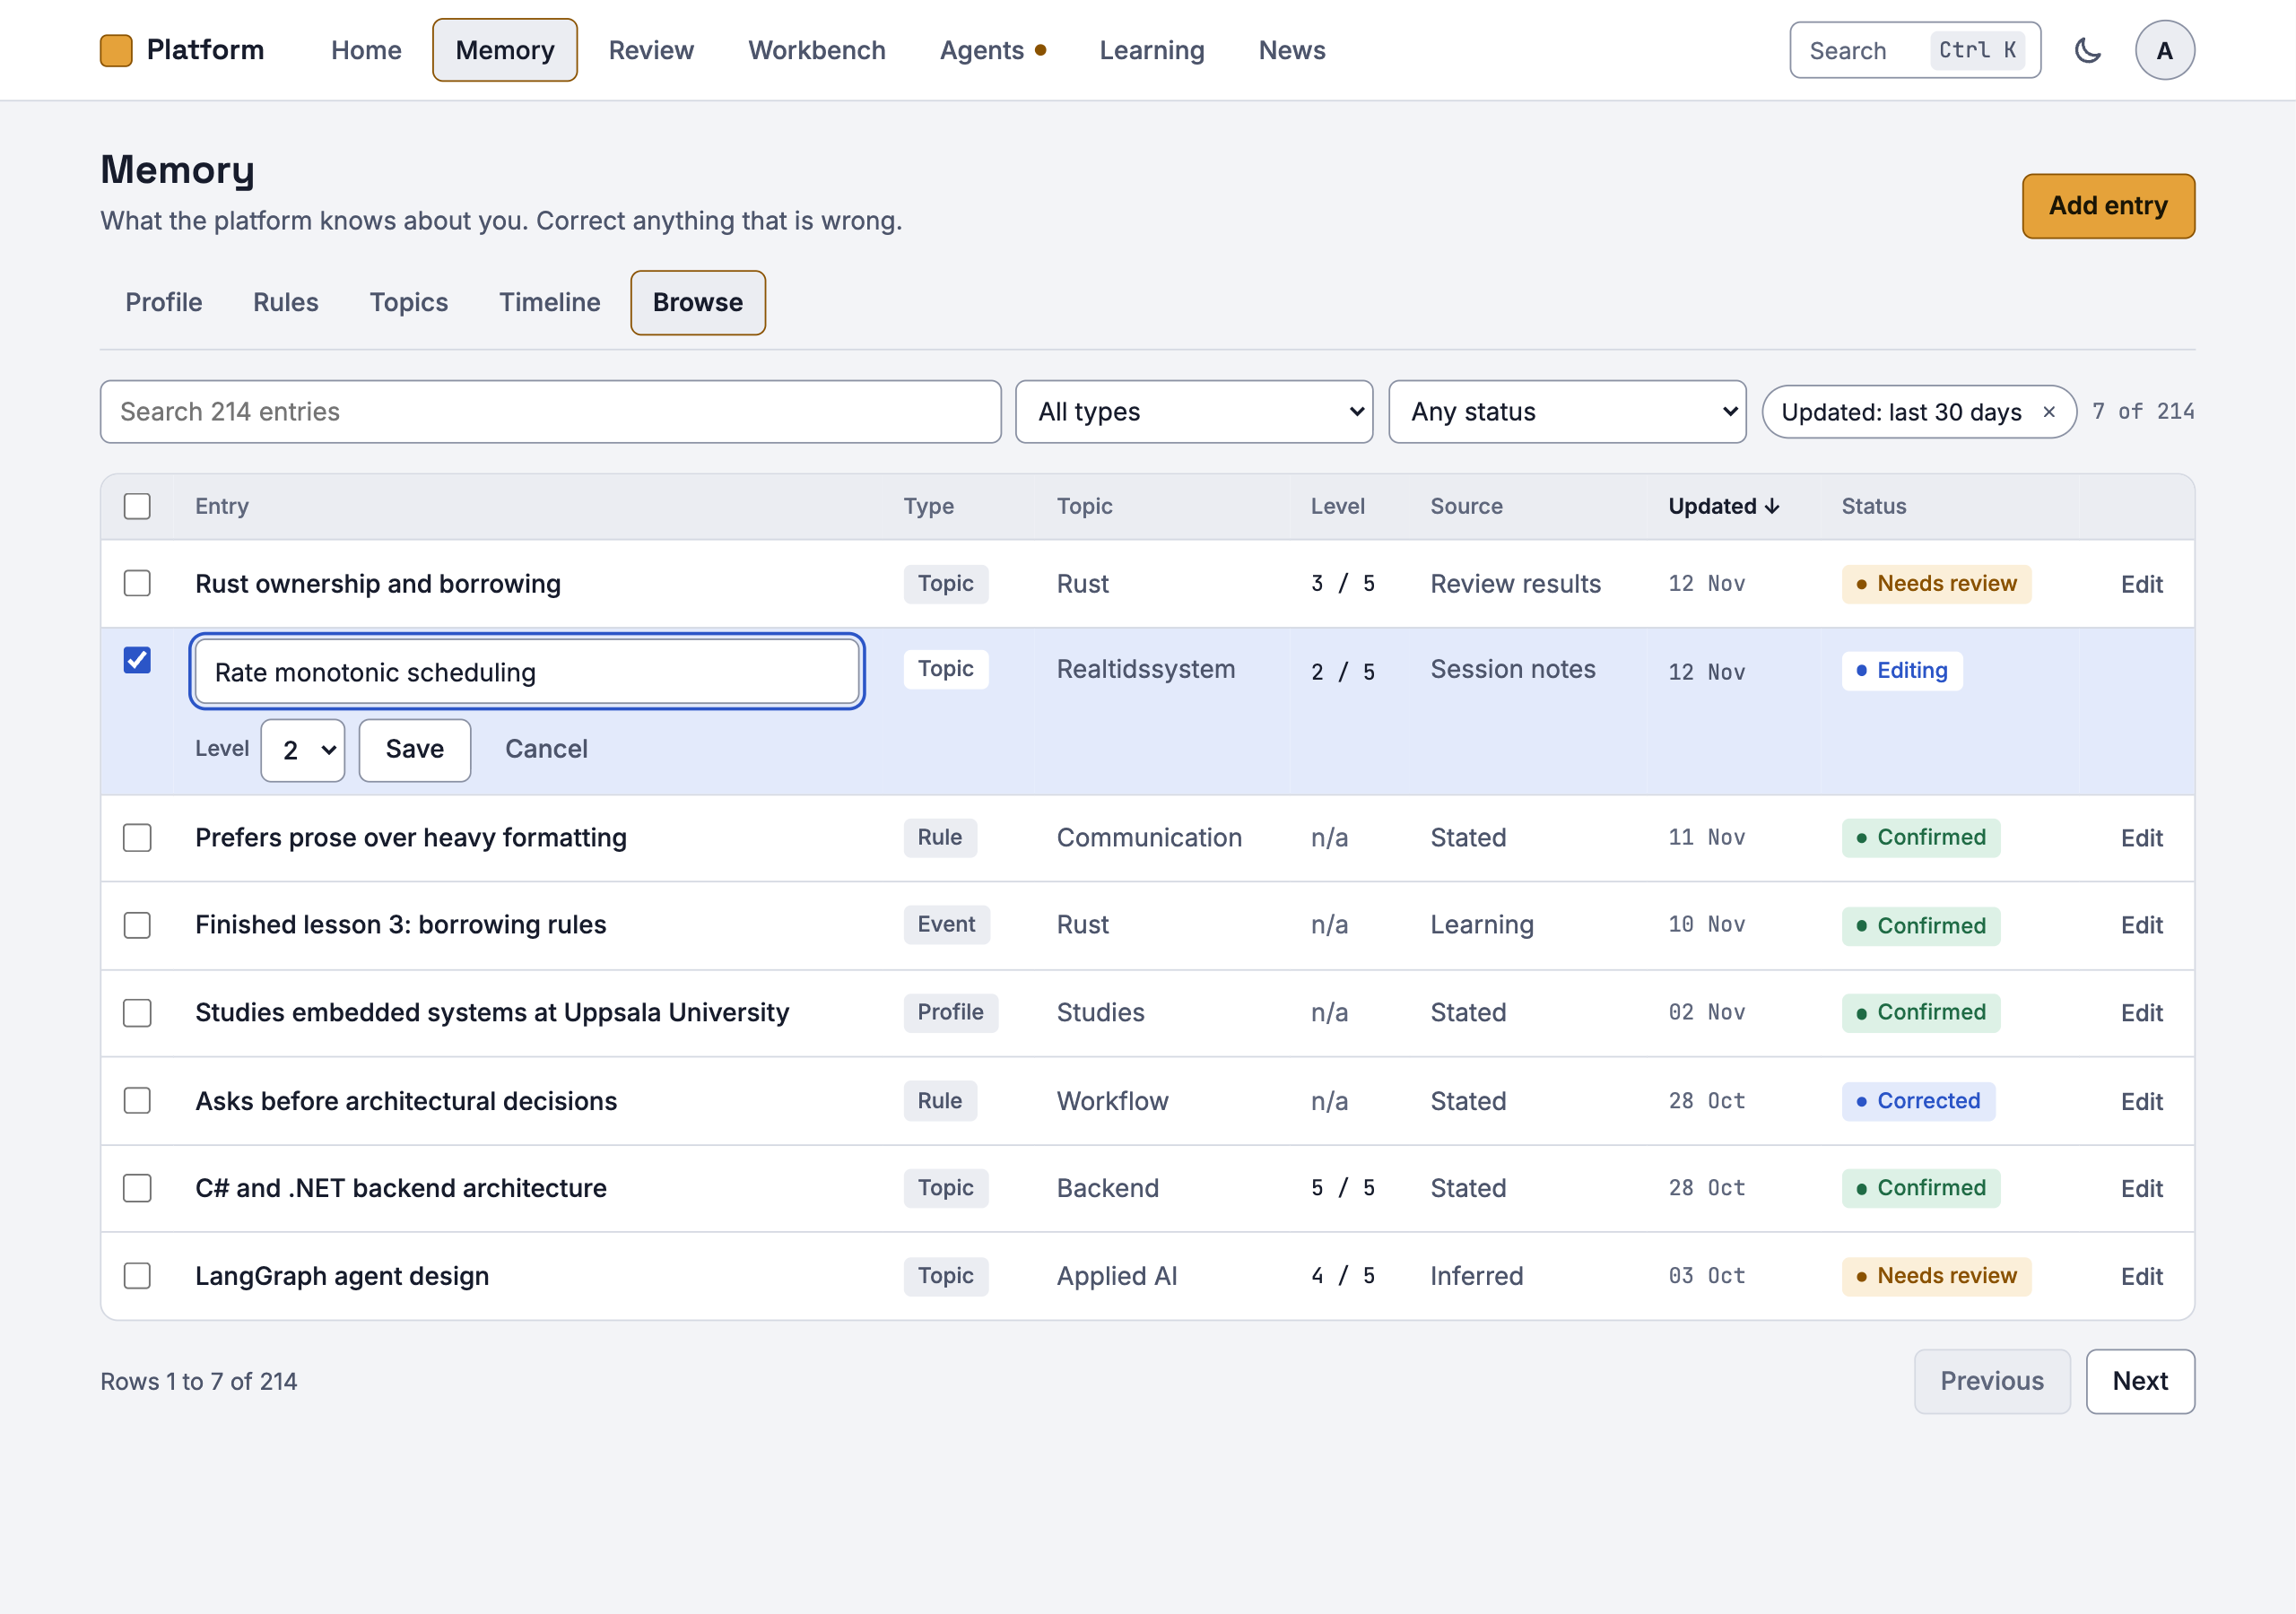 Platform Home Memory Review Workbench Agents Learning News Search Ctrl K A
Memory
What the platform knows about you. Correct anything that is wrong.
Add entry
Profile Rules Topics Timeline Browse
Search 214 entries All types Any status Updated: last 30 days × 7 of 214
Entry Type Topic Level Source Updated ↓ Status
Rust ownership and borrowing Topic Rust 3 / 5 Review results 12 Nov Needs review Edit
Rate monotonic scheduling Topic Realtidssystem 2 / 5 Session notes 12 Nov Editing
Level 2 Save Cancel
Prefers prose over heavy formatting Rule Communication n/a Stated 11 Nov Confirmed Edit
Finished lesson 3: borrowing rules Event Rust n/a Learning 10 Nov Confirmed Edit
Studies embedded systems at Uppsala University Profile Studies n/a Stated 02 Nov Confirmed Edit
Asks before architectural decisions Rule Workflow n/a Stated 28 Oct Corrected Edit
C# and .NET backend architecture Topic Backend 5 / 5 Stated 28 Oct Confirmed Edit
LangGraph agent design Topic Applied AI 4 / 5 Inferred 03 Oct Needs review Edit
Rows 1 to 7 of 214 Previous Next